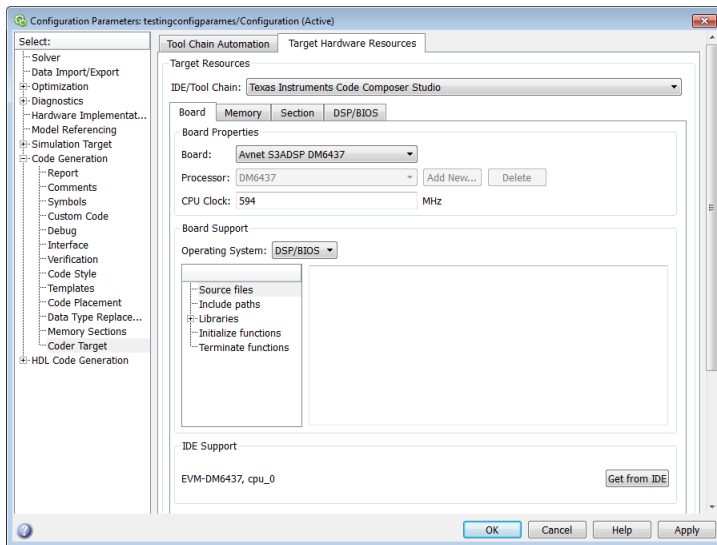 Configuration Parameters: testingconfigparames/Configuration (Active)
Select:
Solver
Data Import/Export
Optimization
Diagnostics
Hardware Implementat...
Model Referencing
Simulation Target
Code Generation
Report
Comments
Symbols
Custom Code
Debug
Interface
Verification
Code Style
Templates
Code Placement
Data Type Replace...
Memory Sections
Coder Target
HDL Code Generation
Tool Chain Automation Target Hardware Resources
Target Resources
IDE/Tool Chain: Texas Instruments Code Composer Studio
Board Memory Section DSP/BIOS
Board Properties
Board: Avnet S3ADSP DM6437
Processor: DM6437 Add New... Delete
CPU Clock: 594 MHz
Board Support
Operating System: DSP/BIOS
Source files
Include paths
Libraries
Initialize functions
Terminate functions
IDE Support
EVM-DM6437, cpu_0 Get from IDE
OK Cancel Help Apply